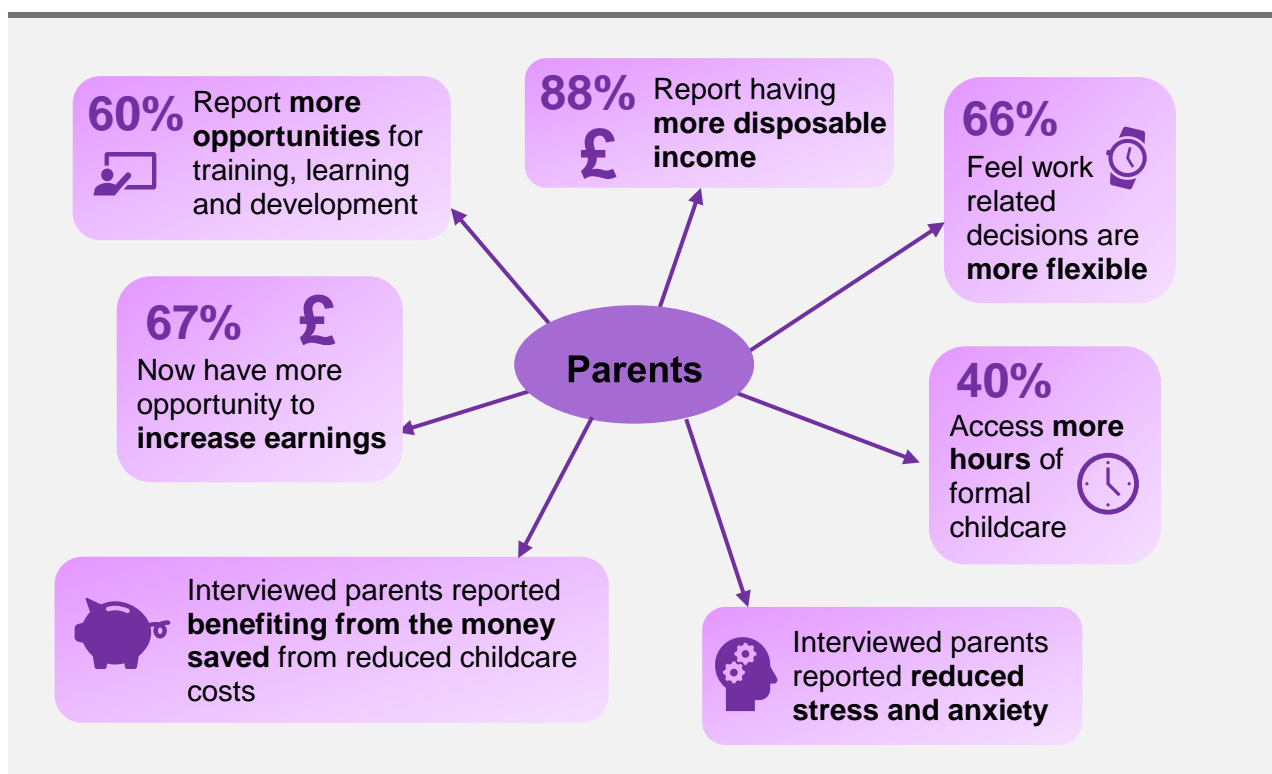 60%
Report more
opportunities for
training, learning
and development
88%
£
Report having
more disposable
income
66%
Feel work
related
decisions are
more flexible
67% £
Now have more
opportunity to
increase earnings
Parents
40%
Access more
hours of
formal
childcare
Interviewed parents reported
benefiting from the money
saved from reduced childcare
costs
Interviewed parents
reported reduced
stress and anxiety